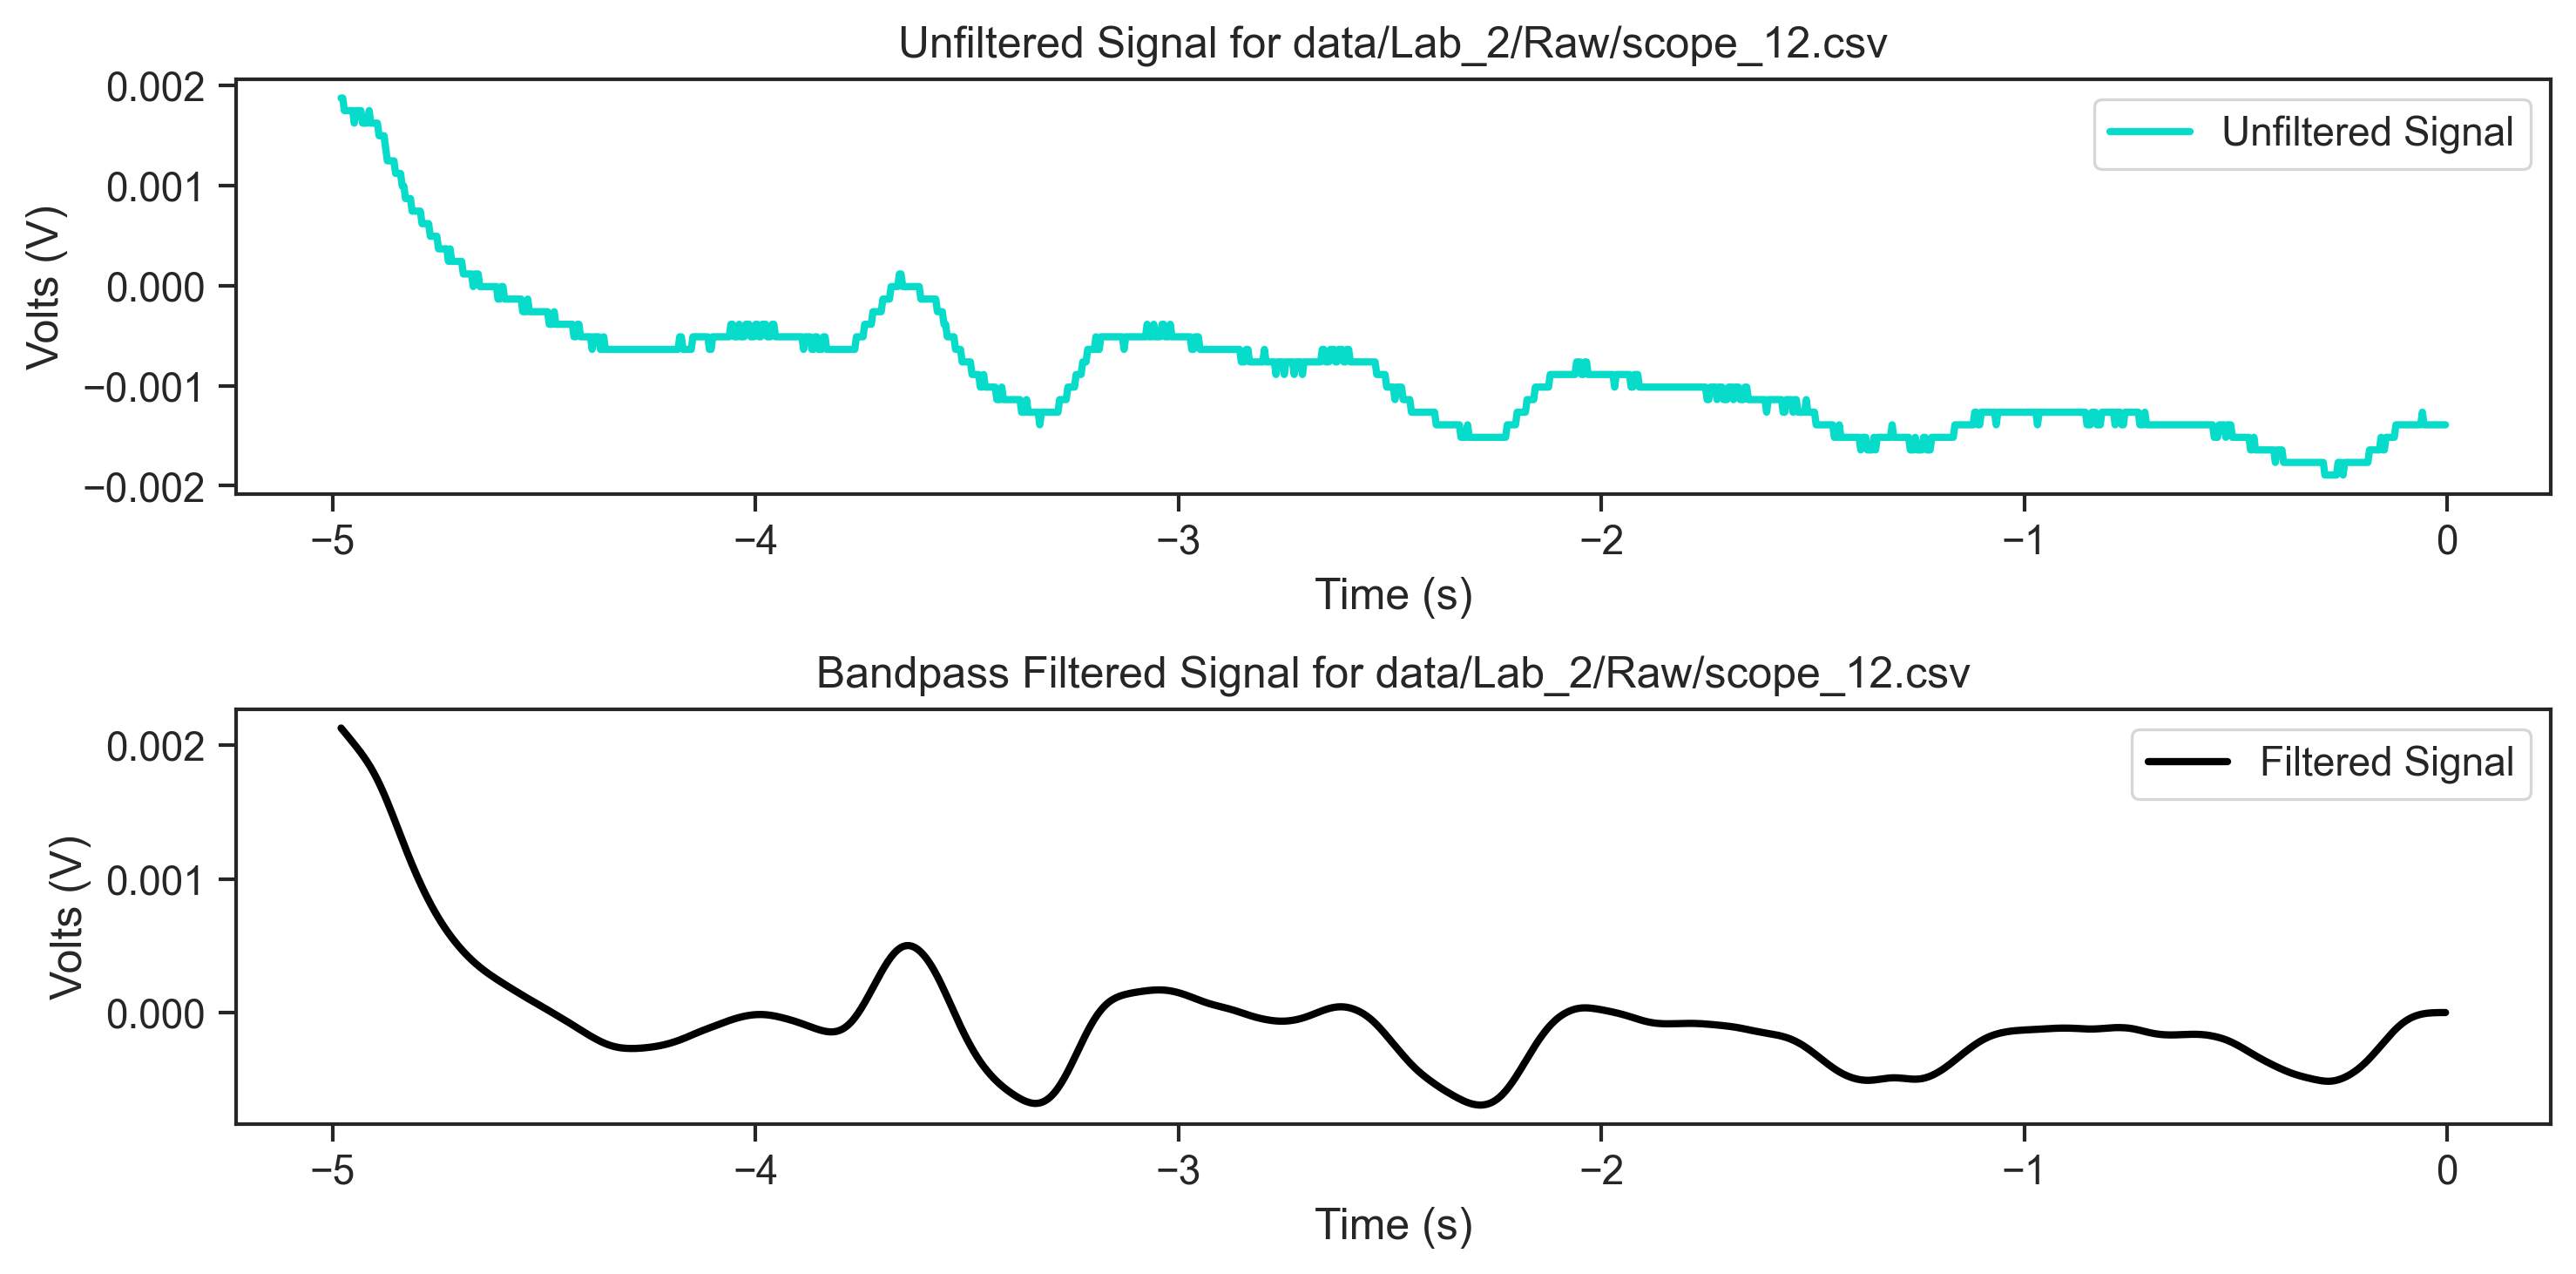 Unfiltered Signal for data/Lab_2/Raw/scope_12.csv
0.002
0.001
0.000
−0.001
−0.002
Volts (V)
Unfiltered Signal
−5 −4 −3 −2 −1 0
Time (s)
Bandpass Filtered Signal for data/Lab_2/Raw/scope_12.csv
0.002
0.001
0.000
Volts (V)
Filtered Signal
−5 −4 −3 −2 −1 0
Time (s)